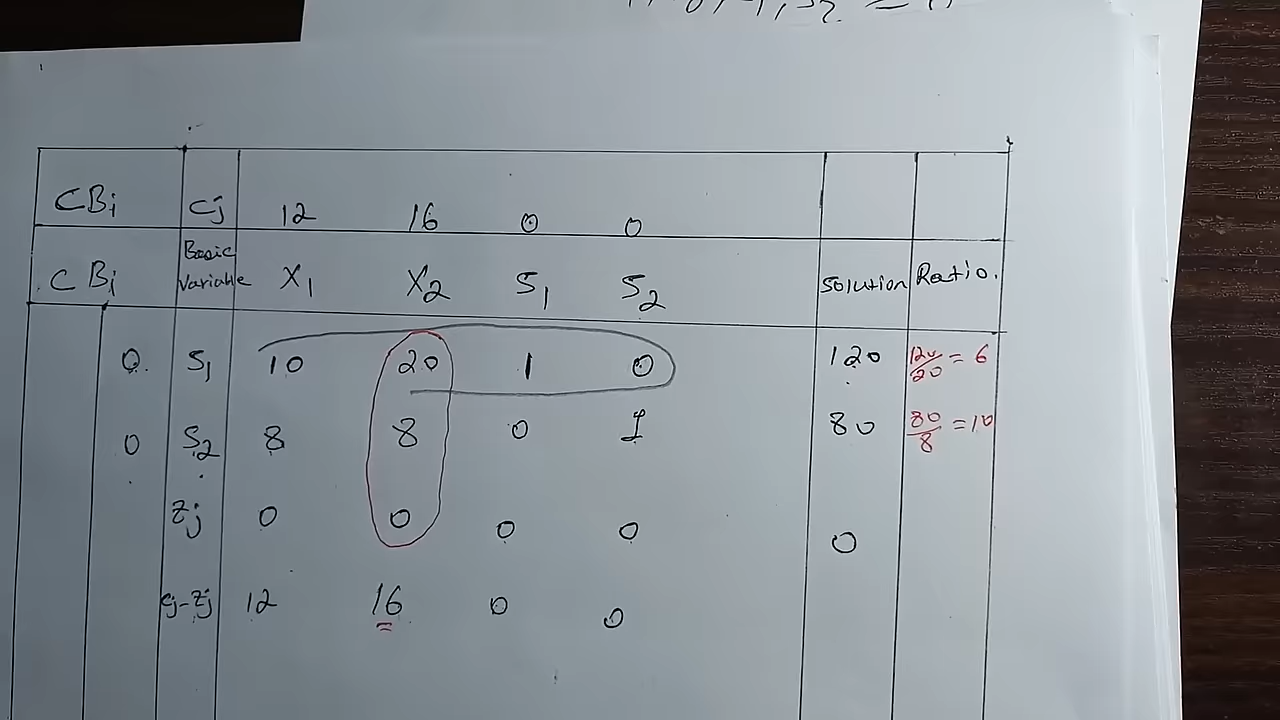 CBi Cj 12 16 0 0
CBi Basic Variable X1 X2 S1 S2 Solution Ratio.
0. S1 10 20 1 0 120 120/20 = 6
0 S2 8 8 0 1 80 80/8 = 10
Zj 0 0 0 0 0
Cj-Zj 12 16 0 0